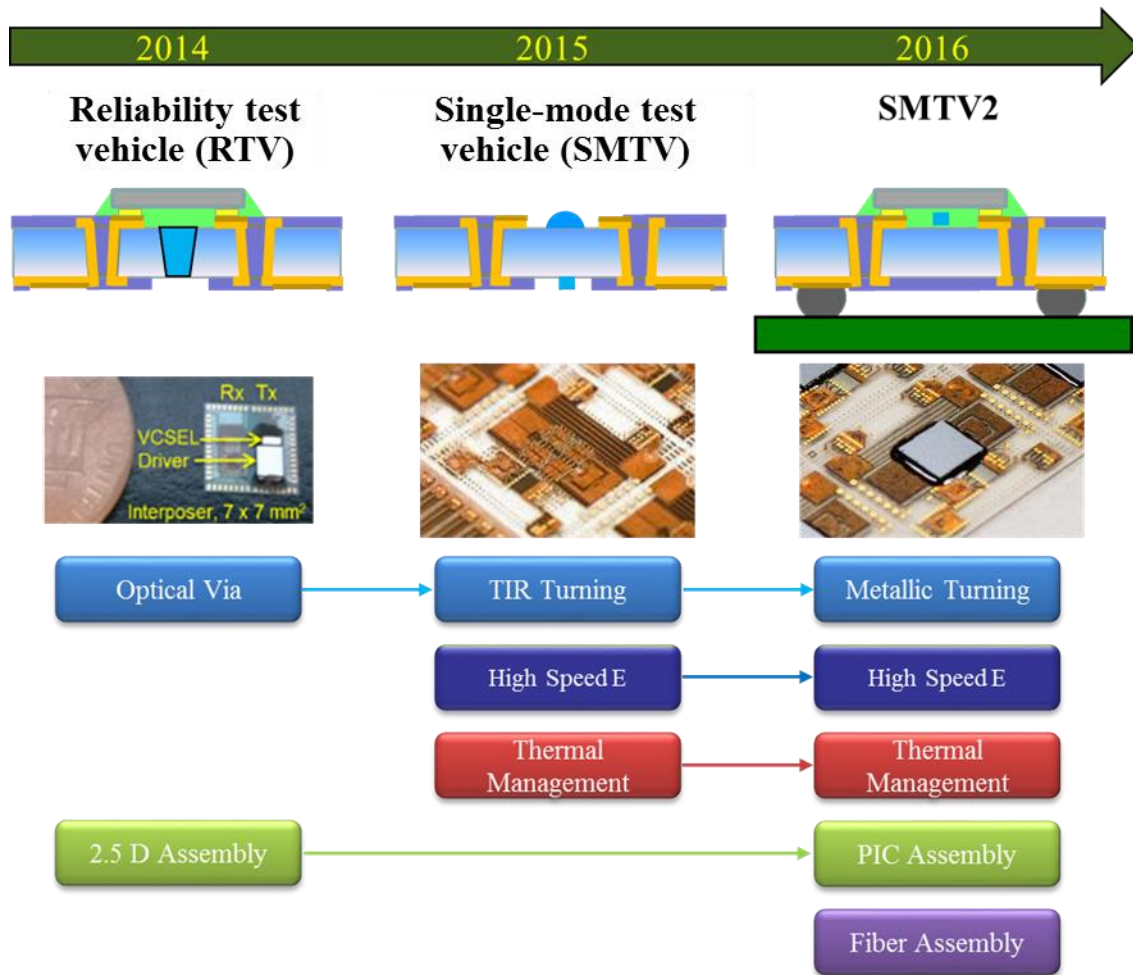 2014
2015
2016
Reliability test
vehicle (RTV)
Single-mode test
vehicle (SMTV)
SMTV2
Rx Tx
VCSEL
Driver
Interposer, 7 x 7 mm²
Optical Via
TIR Turning
Metallic Turning
High Speed E
High Speed E
Thermal
Management
Thermal
Management
2.5 D Assembly
PIC Assembly
Fiber Assembly